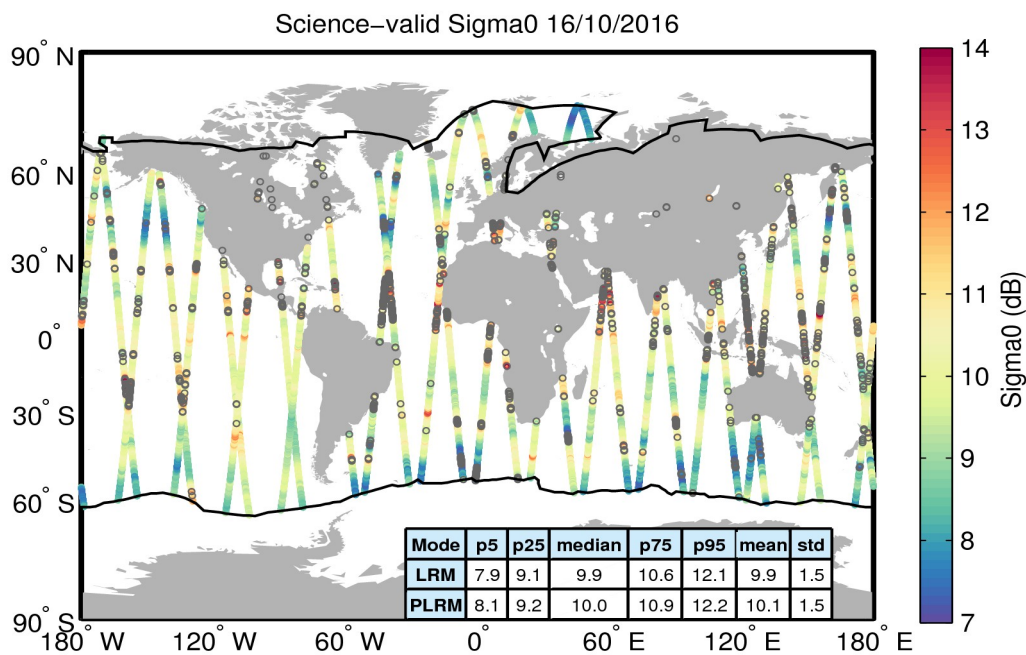 Science−valid Sigma0 16/10/2016
90° N
60° N
30° N
0°
30° S
60° S
90° S
180° W
120° W
60° W
0°
60° E
120° E
180° E
14
13
12
11
10
9
8
7
Sigma0 (dB)
Mode p5 p25 median p75 p95 mean std
LRM 7.9 9.1 9.9 10.6 12.1 9.9 1.5
PLRM 8.1 9.2 10.0 10.9 12.2 10.1 1.5